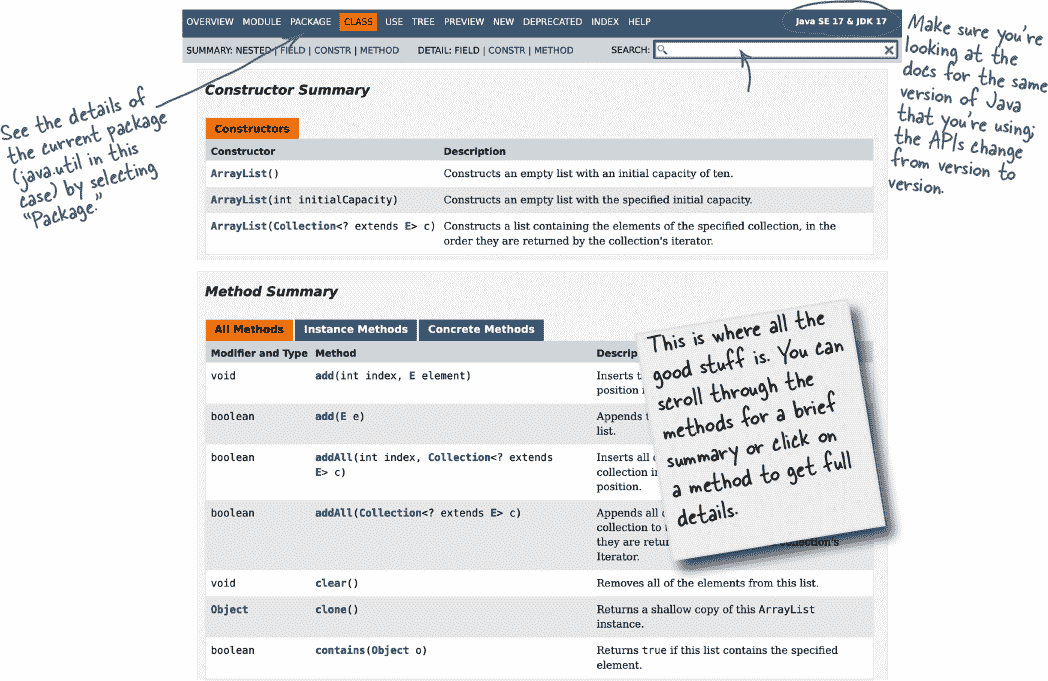 OVERVIEW MODULE PACKAGE CLASS USE TREE PREVIEW NEW DEPRECATED INDEX HELP Java SE 17 & JDK 17
SUMMARY: NESTED | FIELD | CONSTR | METHOD DETAIL: FIELD | CONSTR | METHOD SEARCH:
Make sure you're
looking at the
docs for the same
version of Java
that you're using;
the APIs change
from version to
version.
See the details of
the current package
(java.util in this
case) by selecting
"Package."
Constructor Summary
Constructors
Constructor Description
ArrayList() Constructs an empty list with an initial capacity of ten.
ArrayList(int initialCapacity) Constructs an empty list with the specified initial capacity.
ArrayList(Collection<? extends E> c) Constructs a list containing the elements of the specified collection, in the
order they are returned by the collection's iterator.
Method Summary
All Methods Instance Methods Concrete Methods
Modifier and Type Method
void add(int index, E element) Inserts
position
boolean add(E e) Appends
list.
boolean addAll(int index, Collection<? extends Inserts all
E> c) collection
position.
boolean addAll(Collection<? extends E> c) Appends all
collection to
they are collection's
Iterator.
void clear() Removes all of the elements from this list.
Object clone() Returns a shallow copy of this ArrayList
instance.
boolean contains(Object o) Returns true if this list contains the specified
element.
This is where all the
good stuff is. You can
scroll through the
methods for a brief
summary or click on
a method to get full
details.